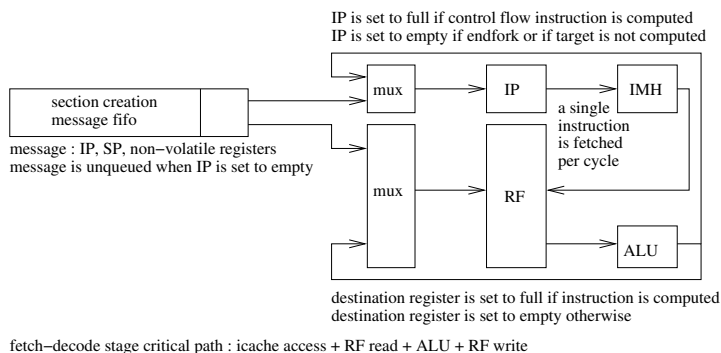 IP is set to full if control flow instruction is computed
IP is set to empty if endfork or if target is not computed
section creation
message fifo
mux
IP
IMH
message : IP, SP, non−volatile registers
message is unqueued when IP is set to empty
a single
instruction
is fetched
per cycle
mux
RF
ALU
destination register is set to full if instruction is computed
destination register is set to empty otherwise
fetch−decode stage critical path : icache access + RF read + ALU + RF write